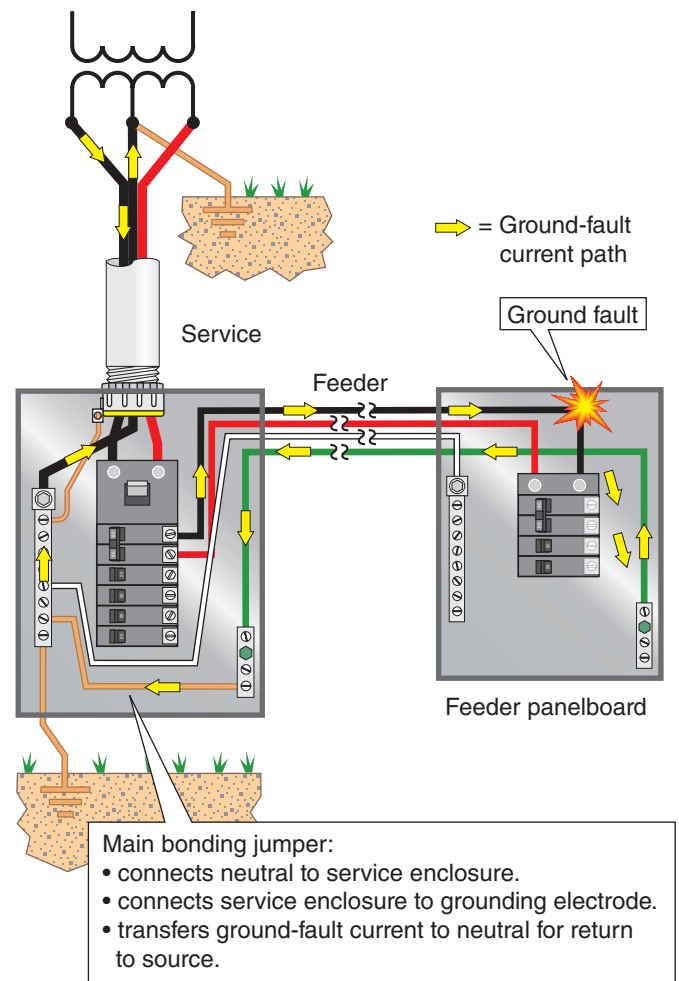 = Ground-fault
current path
Service
Ground fault
Feeder
Feeder panelboard
Main bonding jumper:
• connects neutral to service enclosure.
• connects service enclosure to grounding electrode.
• transfers ground-fault current to neutral for return
to source.